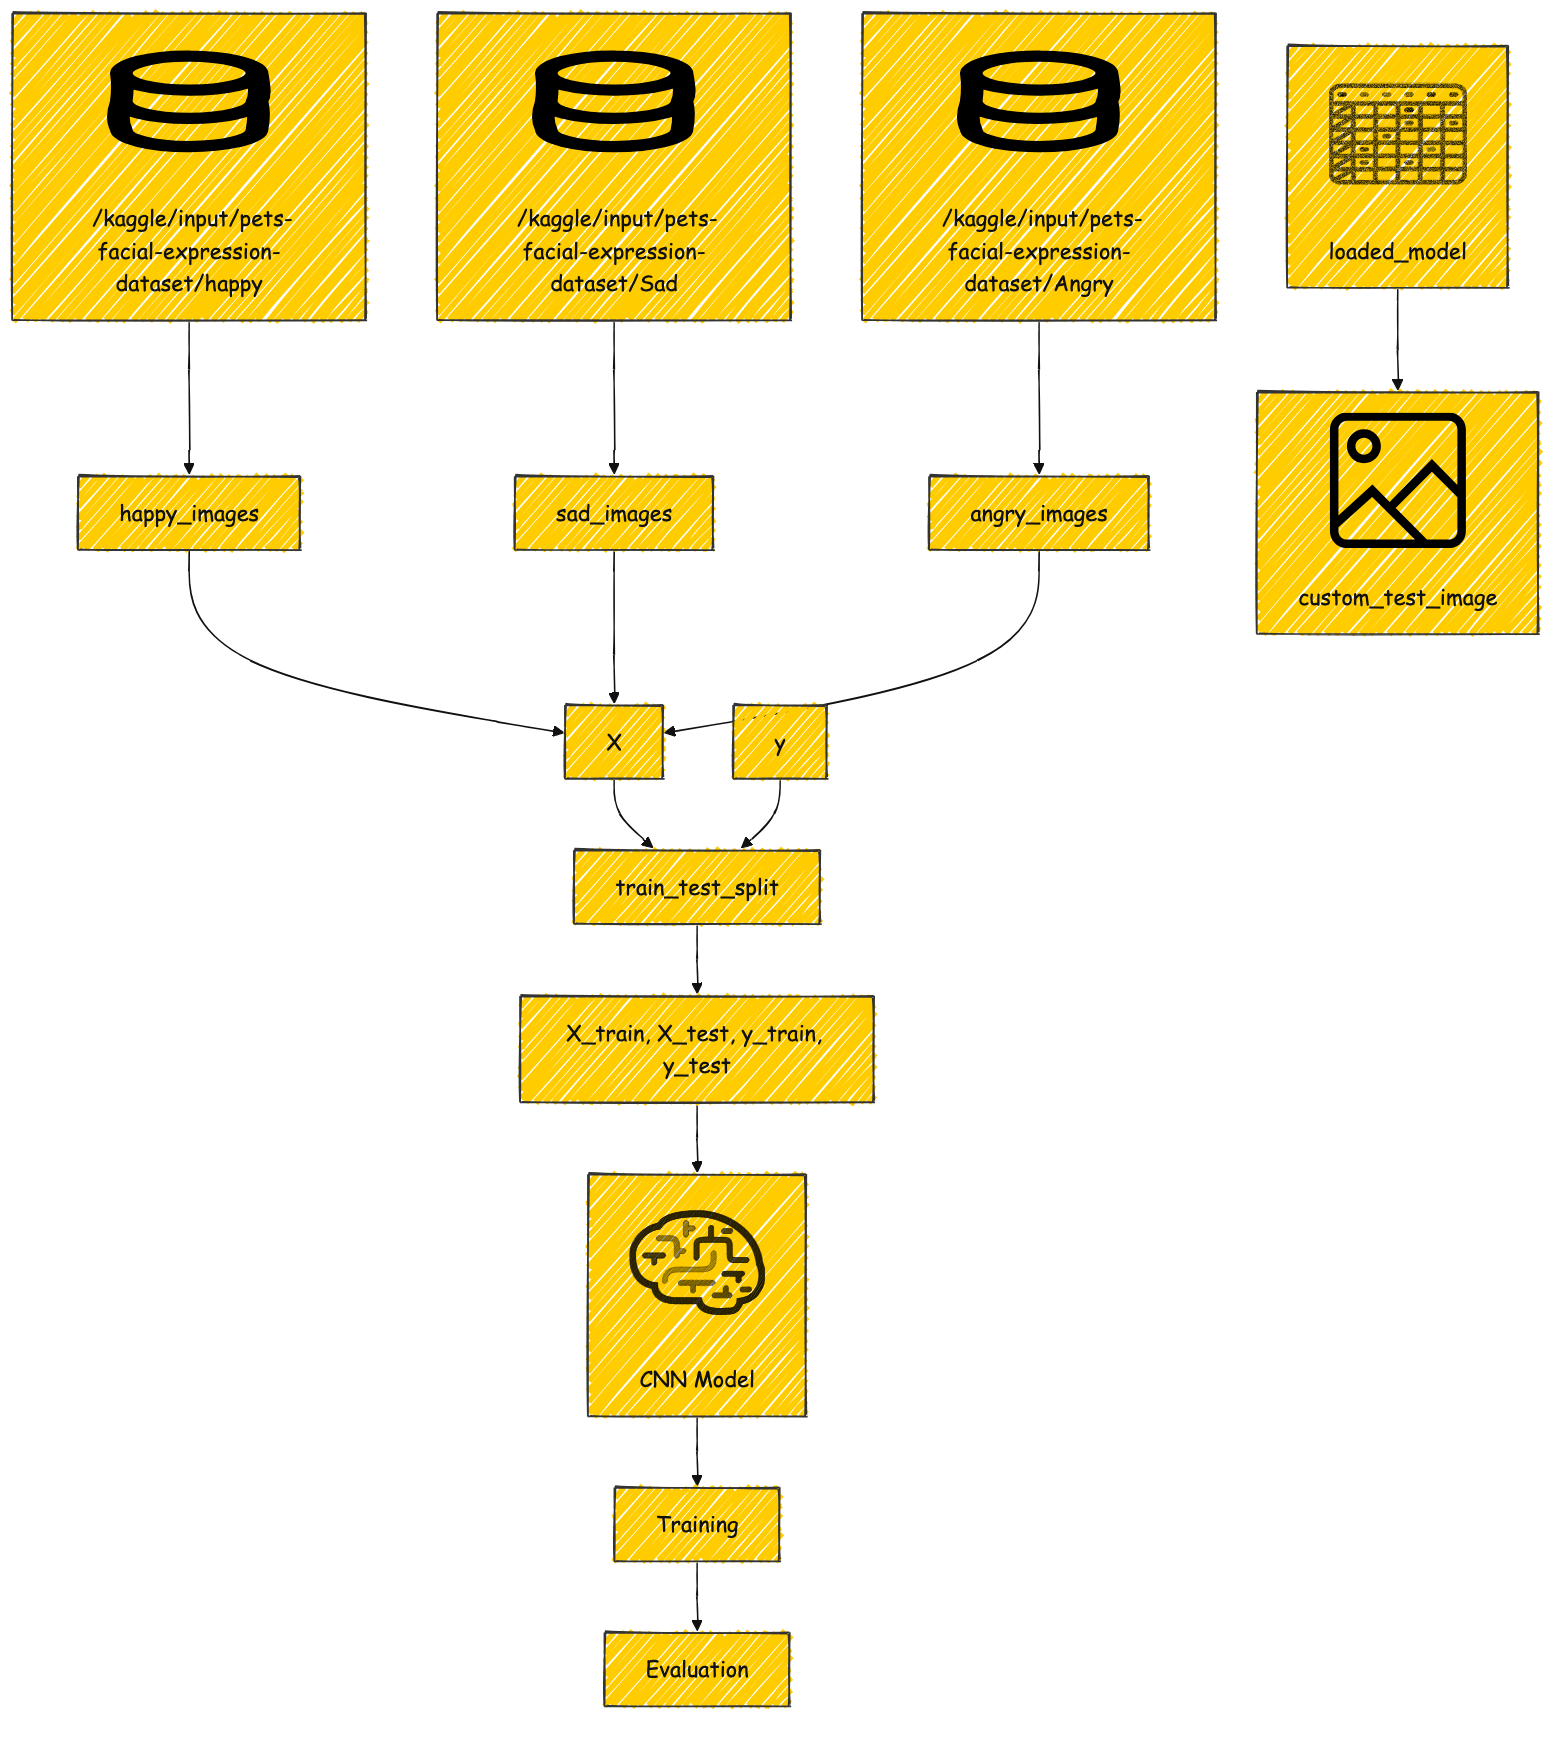 /kaggle/input/pets-
facial-expression-
dataset/happy
/kaggle/input/pets-
facial-expression-
dataset/Sad
/kaggle/input/pets-
facial-expression-
dataset/Angry
loaded_model
happy_images
sad_images
angry_images
custom_test_image
X
y
train_test_split
X_train, X_test, y_train,
y_test
CNN Model
Training
Evaluation